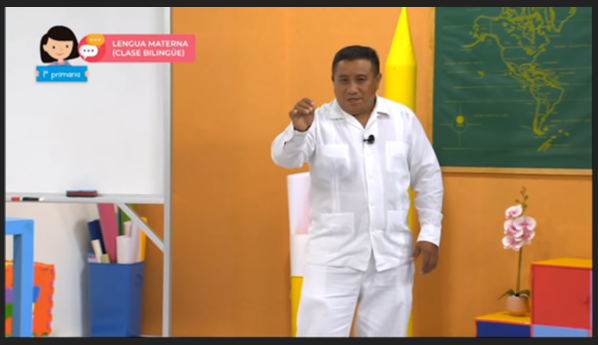 LENGUA MATERNA
(CLASE BILINGÜE)
1° primaria